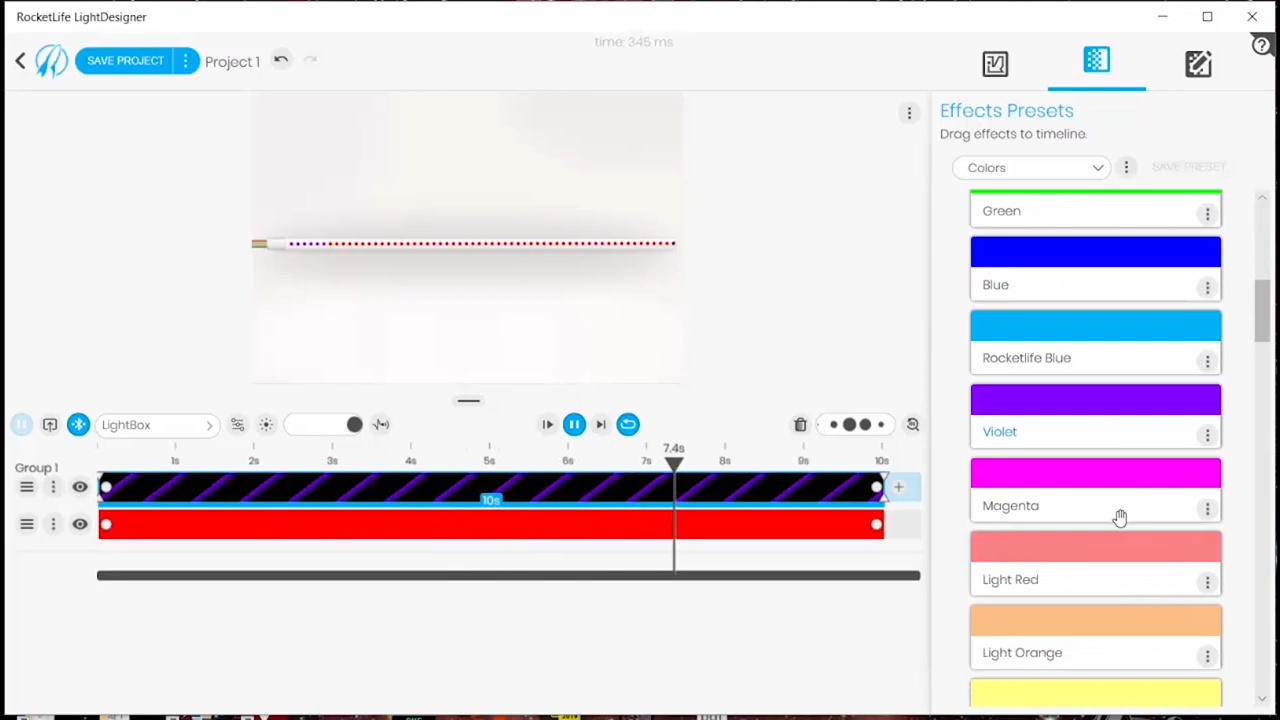 RocketLife LightDesigner
time: 345 ms
SAVE PROJECT
Project 1
Effects Presets
Drag effects to timeline.
Colors
SAVE PRESET
Green
Blue
Rocketlife Blue
Violet
Magenta
Light Red
Light Orange
LightBox
7.4s
1s 2s 3s 4s 5s 6s 7s 8s 9s 10s
Group 1
10s